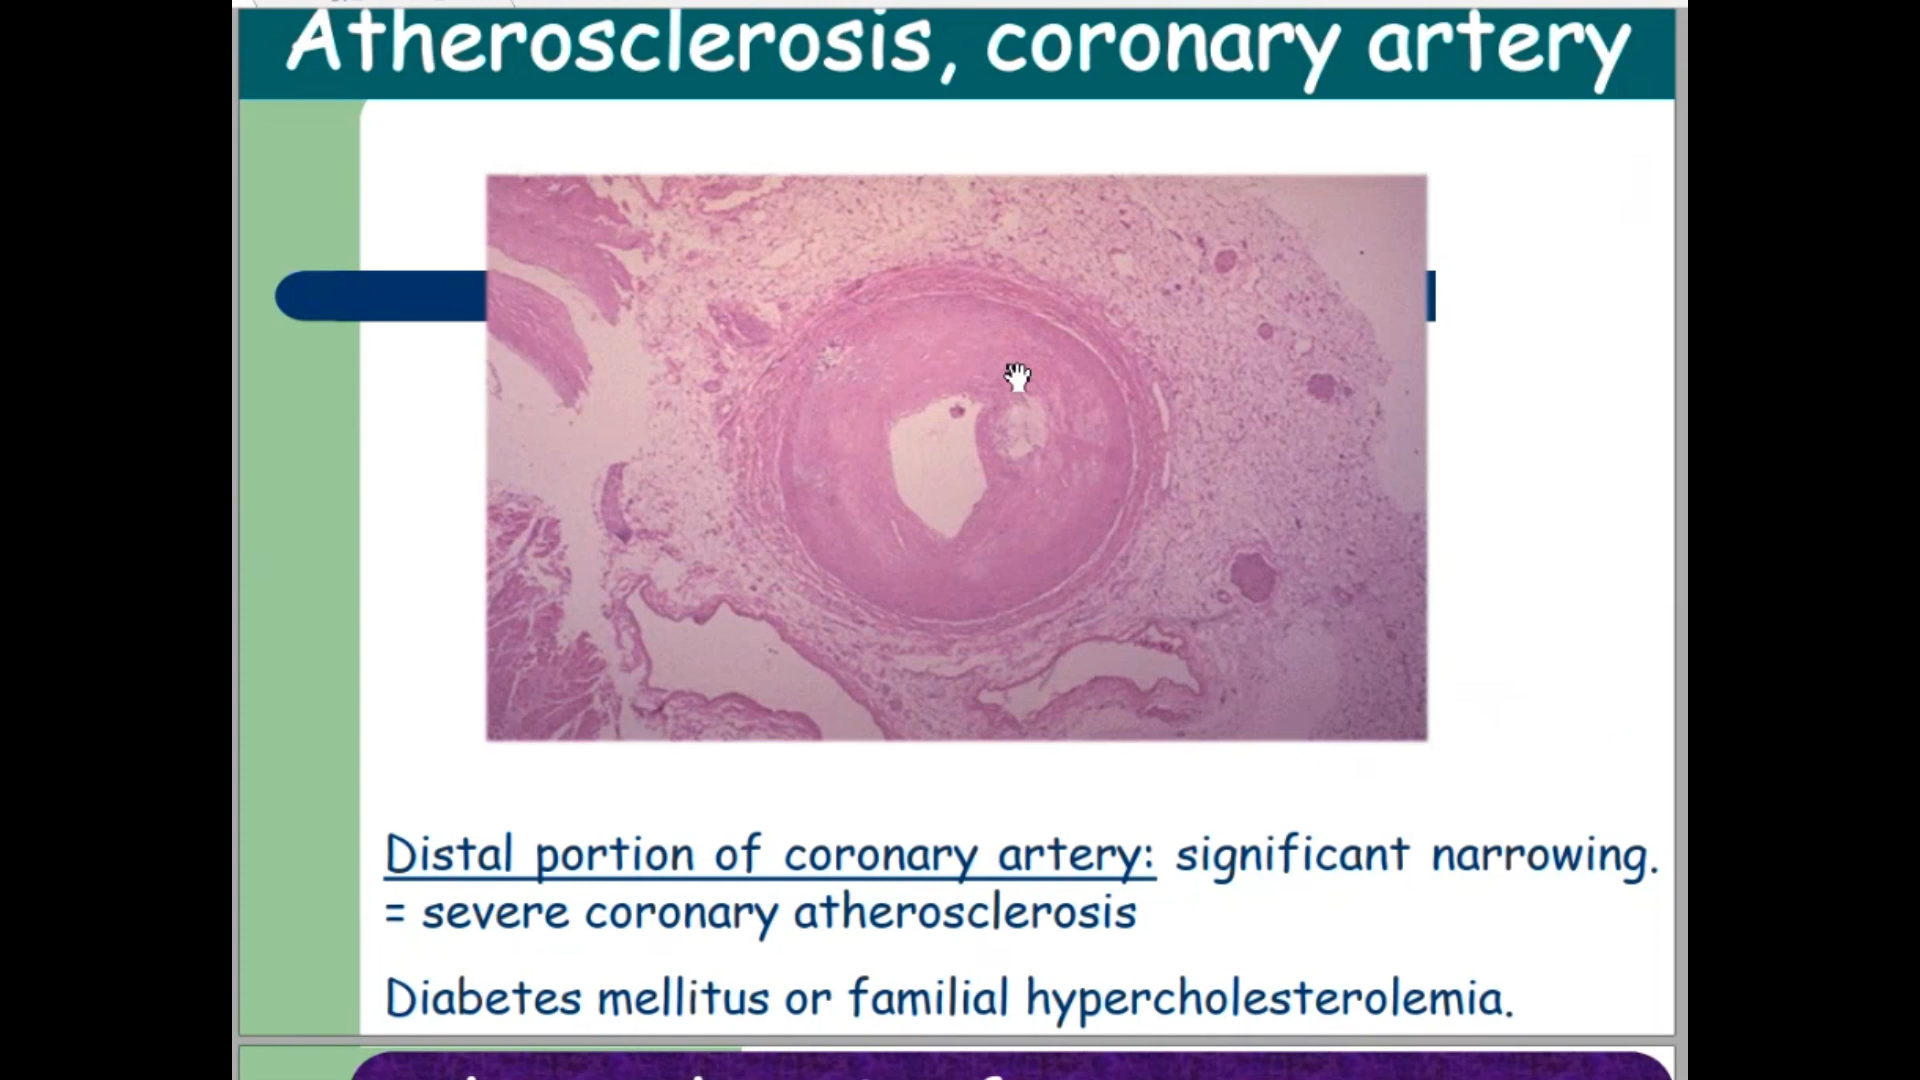 Atherosclerosis, coronary artery
Distal portion of coronary artery: significant narrowing.
= severe coronary atherosclerosis
Diabetes mellitus or familial hypercholesterolemia.